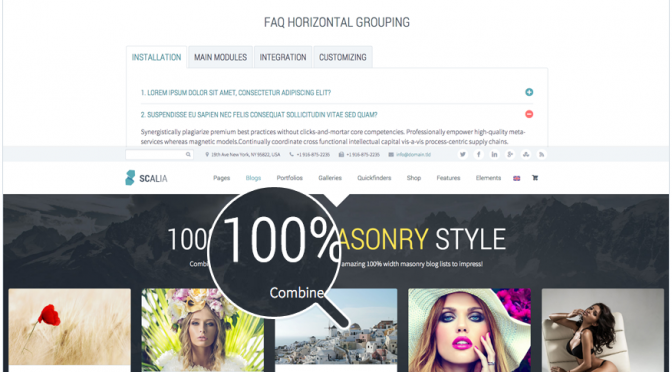 FAQ HORIZONTAL GROUPING
INSTALLATION MAIN MODULES INTEGRATION CUSTOMIZING
1. LOREM IPSUM DOLOR SIT AMET, CONSECTETUR ADIPISCING ELIT?
2. SUSPENDISSE EU SAPIEN NEC FELIS CONSEQUAT SOLLICITUDIN VITAE SED QUAM?
Synergistically plagiarize premium best practices without clicks-and-mortar core competencies. Professionally empower high-quality meta-
services whereas magnetic models.Continually coordinate cross functional intellectual capital vis-a-vis process-centric supply chains.
19th Ave New York, NY 95822, USA +1 916-875-2235 +1 916-875-2235 info@domain.tld
SCALIA Pages Blogs Portfolios Galleries Quickfinders Shop Features Elements
100 100% MASONRY STYLE
Combi Combine amazing 100% width masonry blog lists to impress!